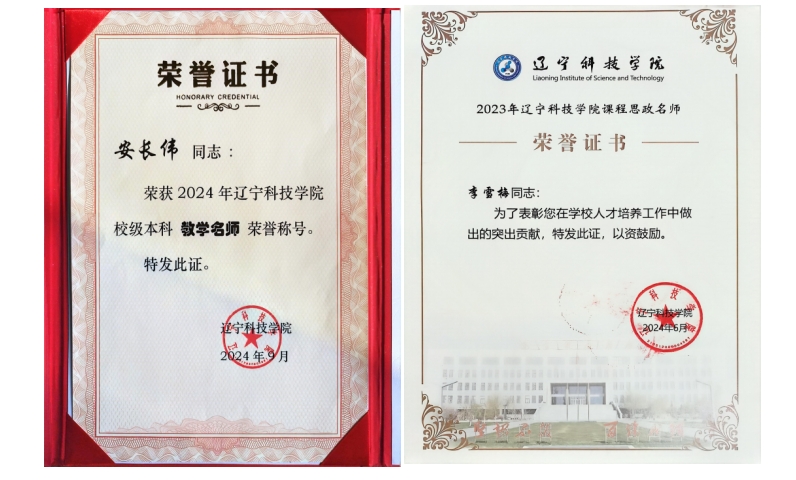 荣誉证书
HONORARY CREDENTIAL
安长伟 同志：
荣获 2024 年辽宁科技学院
校级本科 教学名师 荣誉称号。
特发此证。
辽宁科技学院
2024 年 9 月
辽宁科技学院
Liaoning Institute of Science and Technology
2023年辽宁科技学院课程思政名师
荣誉证书
李雪梅同志：
为了表彰您在学校人才培养工作中做
出的突出贡献，特发此证，以资鼓励。
辽宁科技学院
2024年6月